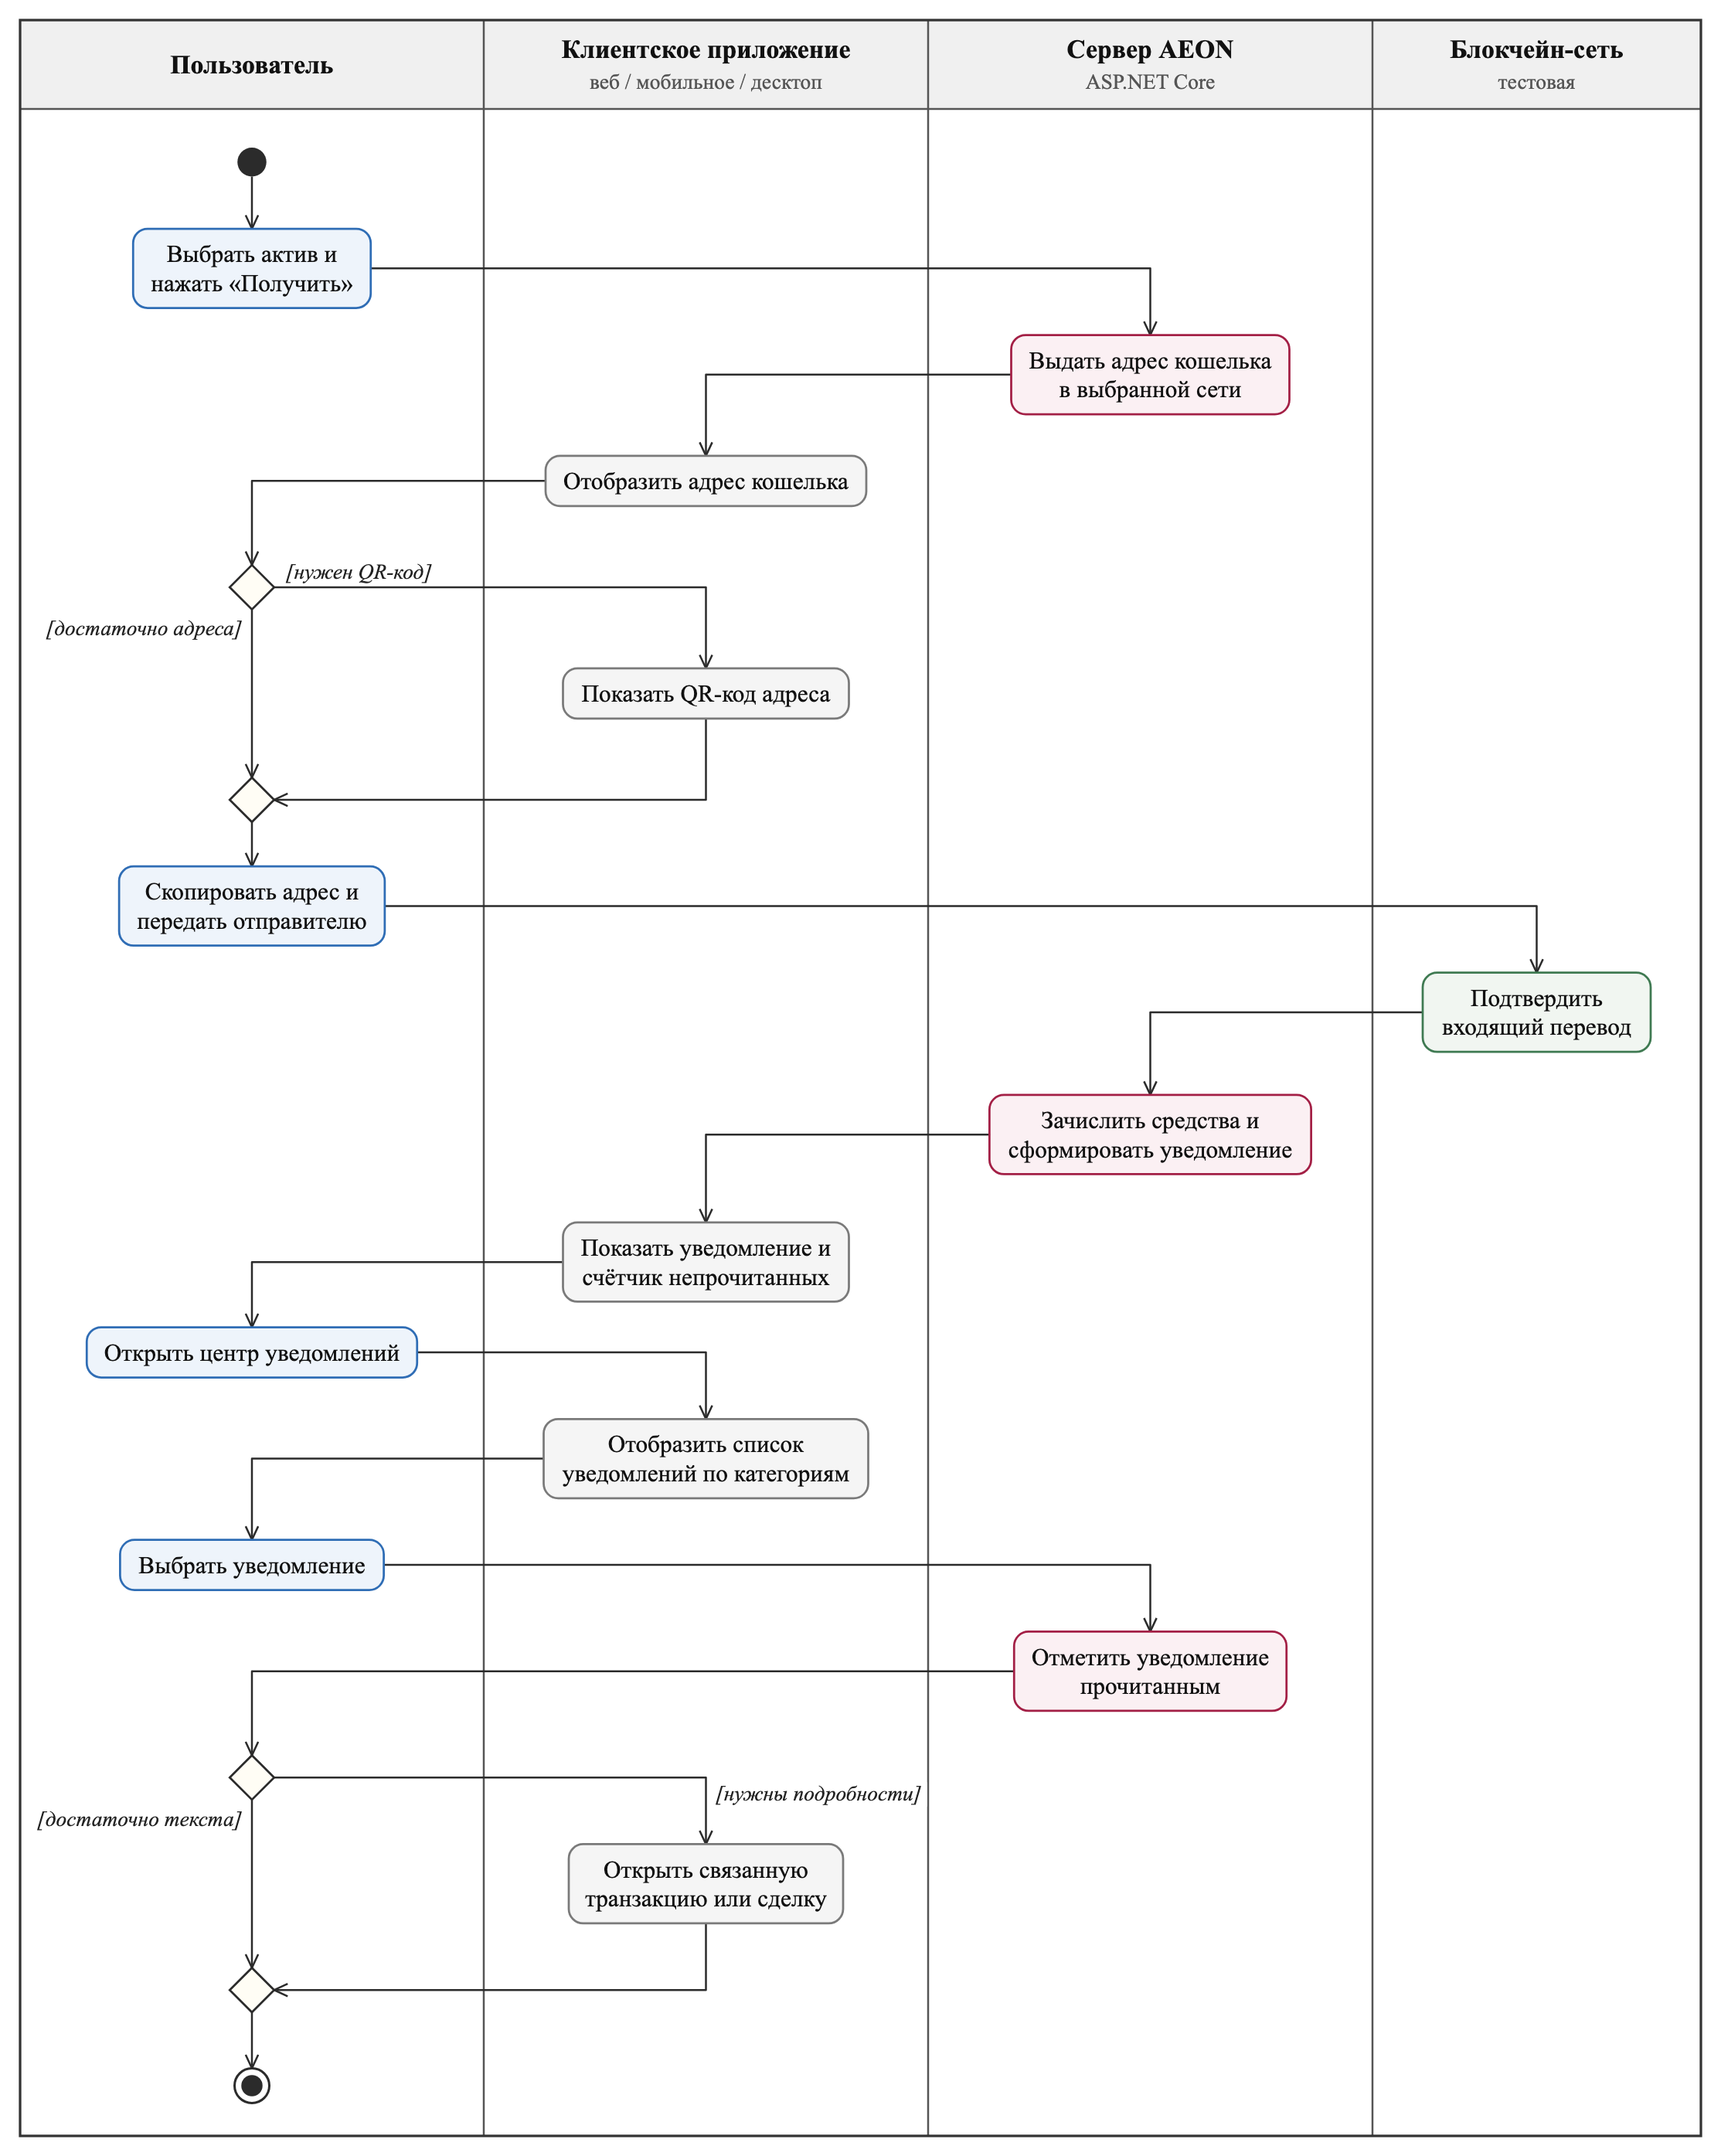 Пользователь
Клиентское приложение
веб / мобильное / десктоп
Сервер AEON
ASP.NET Core
Блокчейн-сеть
тестовая
Выбрать актив и
нажать «Получить»
Выдать адрес кошелька
в выбранной сети
Отобразить адрес кошелька
[нужен QR-код]
[достаточно адреса]
Показать QR-код адреса
Скопировать адрес и
передать отправителю
Подтвердить
входящий перевод
Зачислить средства и
сформировать уведомление
Показать уведомление и
счётчик непрочитанных
Открыть центр уведомлений
Отобразить список
уведомлений по категориям
Выбрать уведомление
Отметить уведомление
прочитанным
[нужны подробности]
[достаточно текста]
Открыть связанную
транзакцию или сделку